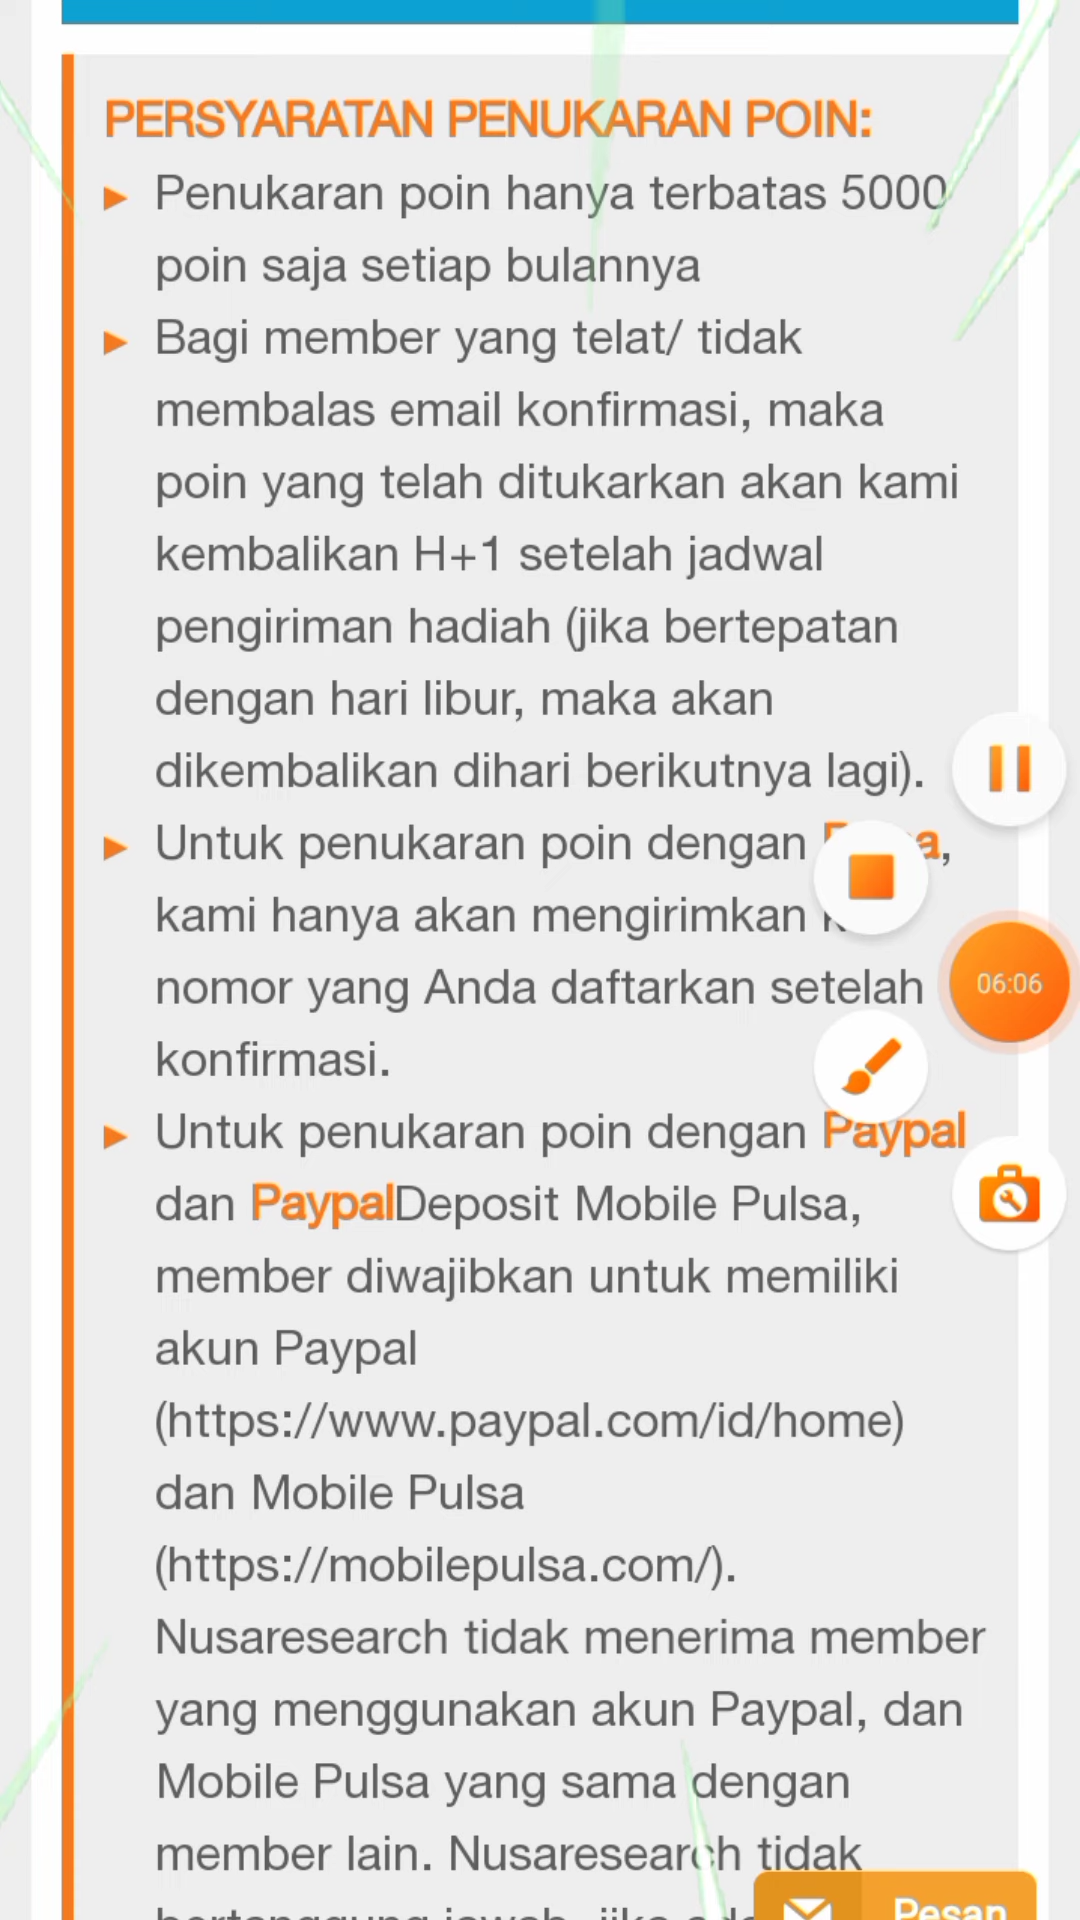 PERSYARATAN PENUKARAN POIN:
Penukaran poin hanya terbatas 5000
poin saja setiap bulannya
Bagi member yang telat/ tidak
membalas email konfirmasi, maka
poin yang telah ditukarkan akan kami
kembalikan H+1 setelah jadwal
pengiriman hadiah (jika bertepatan
dengan hari libur, maka akan
dikembalikan dihari berikutnya lagi).
Untuk penukaran poin dengan
kami hanya akan mengirimkan
nomor yang Anda daftarkan setelah
06:06
konfirmasi.
Untuk penukaran poin dengan Paypal
dan PaypalDeposit Mobile Pulsa,
member diwajibkan untuk memiliki
akun Paypal
(https://www.paypal.com/id/home)
dan Mobile Pulsa
(https://mobilepulsa.com/).
Nusaresearch tidak menerima member
yang menggunakan akun Paypal, dan
Mobile Pulsa yang sama dengan
member lain. Nusaresearch tidak
bertanggung jawab, jika
Pesan